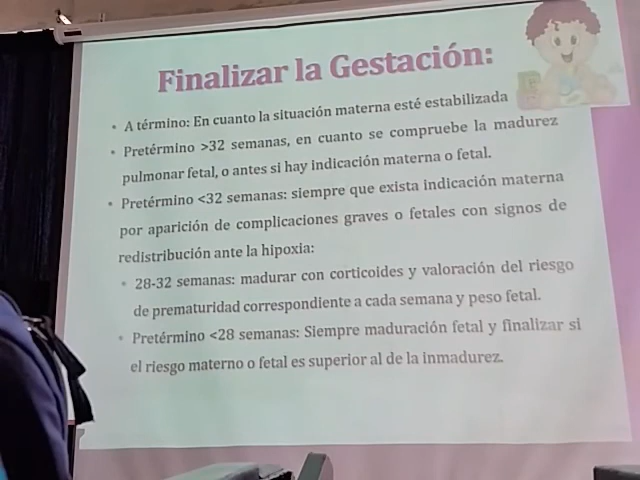 Finalizar la Gestación:
• A término: En cuanto la situación materna esté estabilizada
• Pretérmino >32 semanas, en cuanto se compruebe la madurez
pulmonar fetal, o antes si hay indicación materna o fetal.
• Pretérmino <32 semanas: siempre que exista indicación materna
por aparición de complicaciones graves o fetales con signos de
redistribución ante la hipoxia:
• 28-32 semanas: madurar con corticoides y valoración del riesgo
de prematuridad correspondiente a cada semana y peso fetal.
• Pretérmino <28 semanas: Siempre maduración fetal y finalizar si
el riesgo materno o fetal es superior al de la inmadurez.